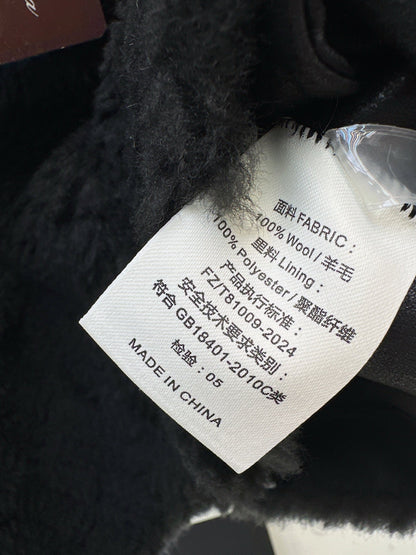 面料 FABRIC：
100% Wool / 羊毛
里料 Lining：
100% Polyester / 聚酯纤维
产品执行标准：
FZ/T81009-2024
安全技术要求类别：
符合 GB18401-2010C类
检验：05
MADE IN CHINA